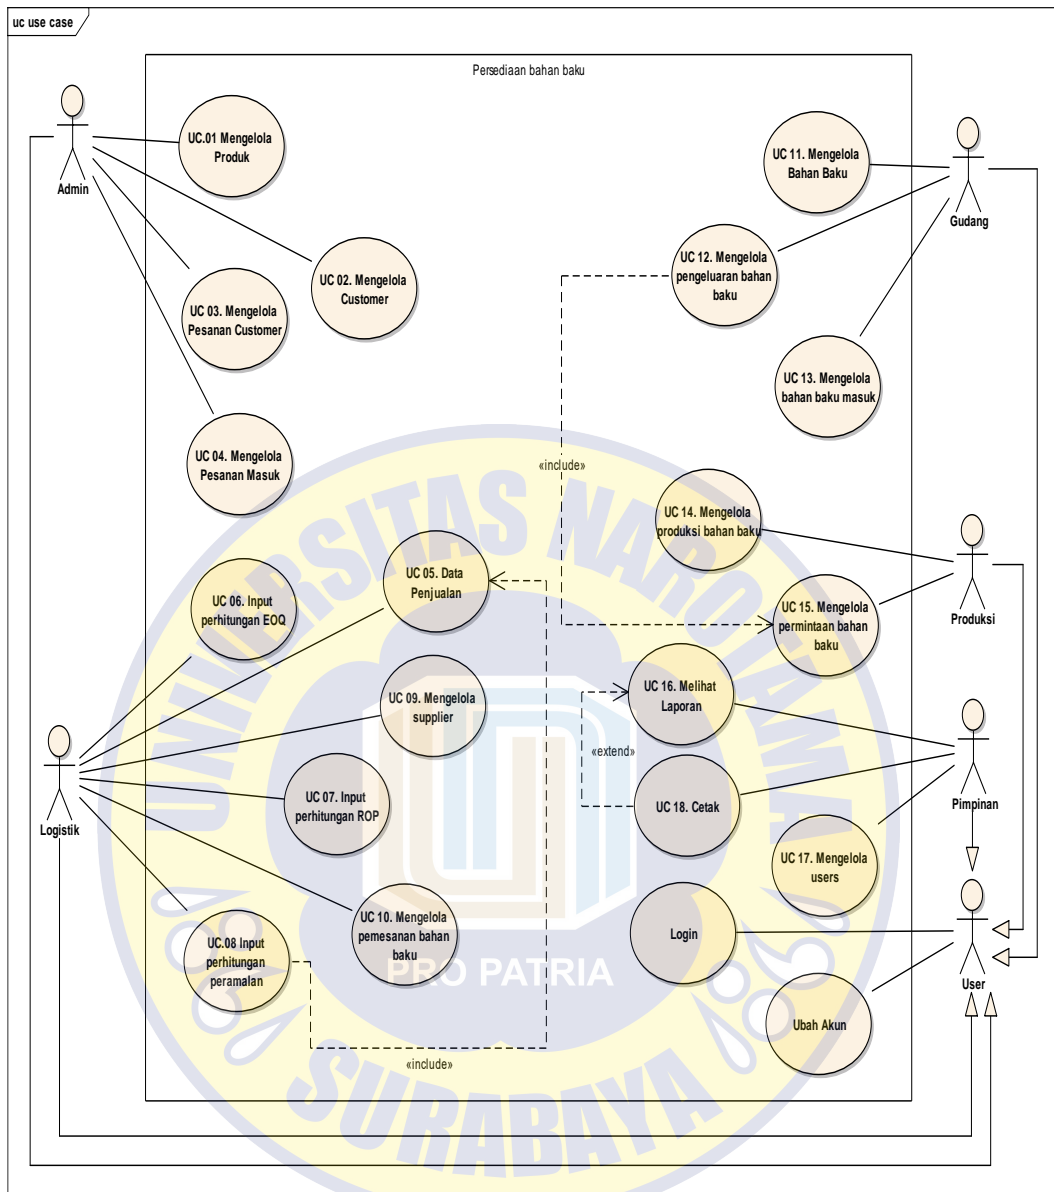 uc use case
Persediaan bahan baku
Admin
UC.01 Mengelola
Produk
UC 02. Mengelola
Customer
UC 03. Mengelola
Pesanan Customer
UC 04. Mengelola
Pesanan Masuk
UC 11. Mengelola
Bahan Baku
Gudang
UC 12. Mengelola
pengeluaran bahan
baku
UC 13. Mengelola
bahan baku masuk
«include»
UC 14. Mengelola
produksi bahan baku
Produksi
UC 15. Mengelola
permintaan bahan
baku
UC 05. Data
Penjualan
UC 06. Input
perhitungan EOQ
UC 09. Mengelola
supplier
UC 07. Input
perhitungan ROP
Logistik
UC 10. Mengelola
pemesanan bahan
baku
UC.08 Input
perhitungan
peramalan
«include»
UC 16. Melihat
Laporan
«extend»
UC 18. Cetak
Pimpinan
UC 17. Mengelola
users
Login
User
Ubah Akun
UNIVERSITAS NAROTAMA
PRO PATRIA
SURABAYA